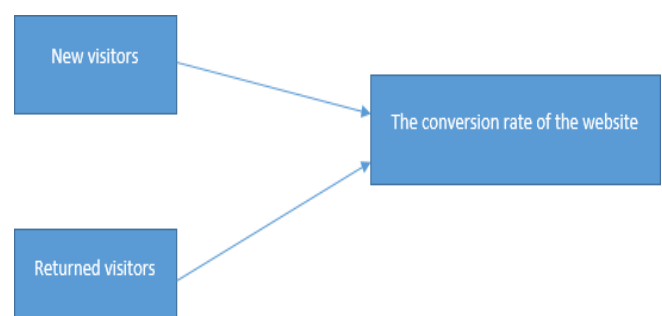 New visitors
The conversion rate of the website
Returned visitors